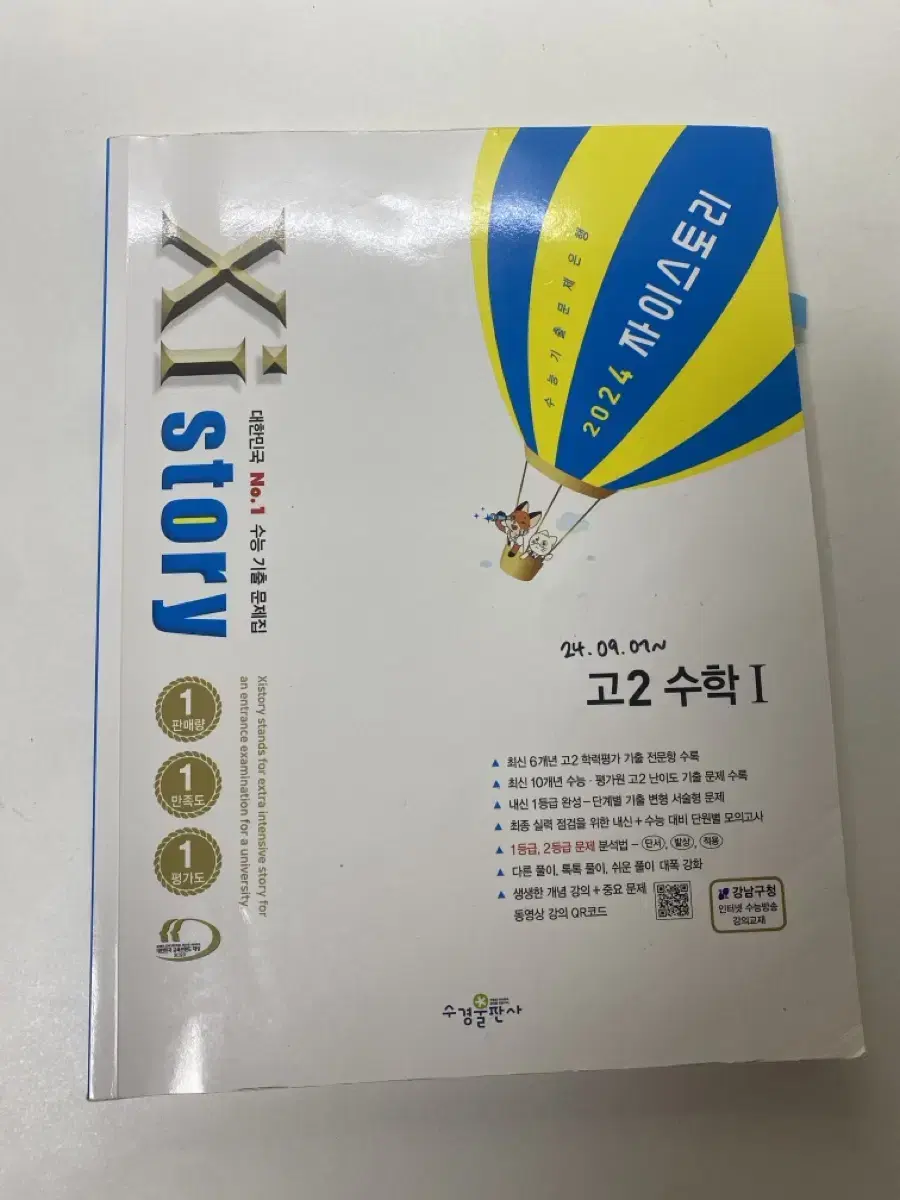 수능기출문제은행
2024 자이스토리
Xi story
대한민국 No.1 수능 기출 문제집
Xistory stands for extra intensive story for
an entrance examination for a university
1
판매량
1
만족도
1
평가도
24.09.07~
고2 수학 I
▲ 최신 6개년 고2 학력평가 기출 전문항 수록
▲ 최신 10개년 수능·평가원 고2 난이도 기출 문제 수록
▲ 내신 1등급 완성 – 단계별 기출 변형 서술형 문제
▲ 최종 실력 점검을 위한 내신 + 수능 대비 단원별 모의고사
▲ 1등급, 2등급 문제 분석법 – 단서, 발상, 적용
▲ 다른 풀이, 톡톡 풀이, 쉬운 풀이 대폭 강화
▲ 생생한 개념 강의 + 중요 문제
동영상 강의 QR코드
강남구청
인터넷 수능방송
강의교재
수경출판사